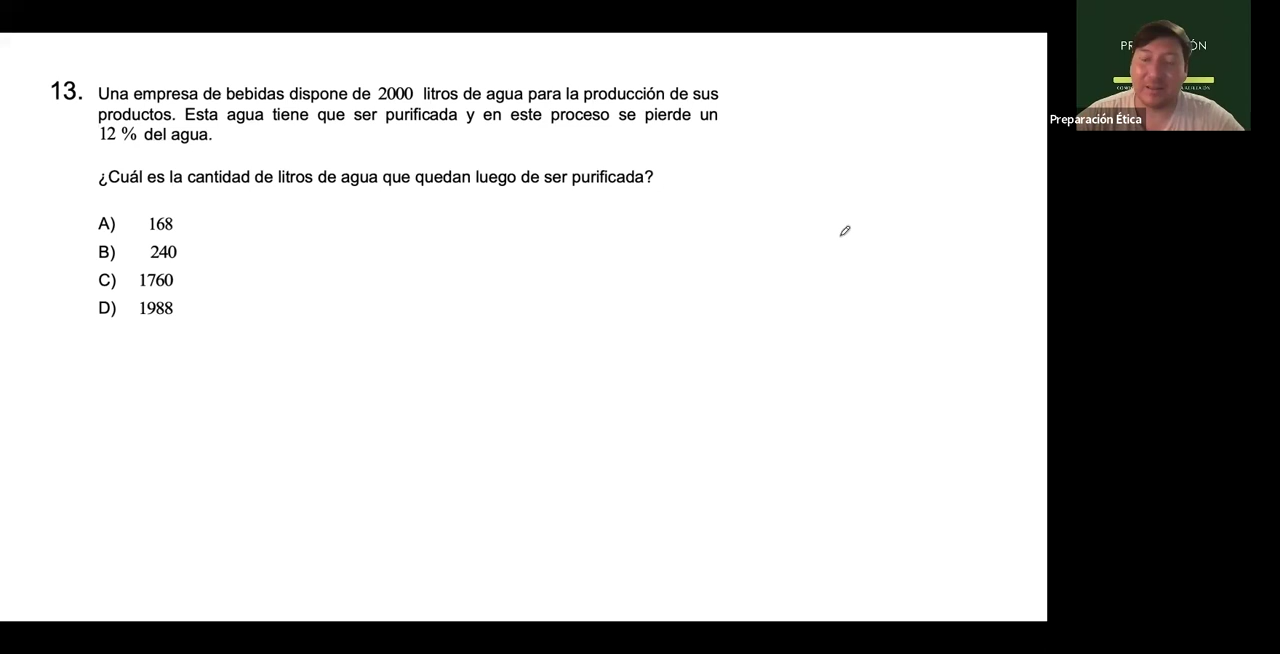 13. Una empresa de bebidas dispone de 2000 litros de agua para la producción de sus
productos. Esta agua tiene que ser purificada y en este proceso se pierde un
12 % del agua.
¿Cuál es la cantidad de litros de agua que quedan luego de ser purificada?
A) 168
B) 240
C) 1760
D) 1988
Preparación Ética